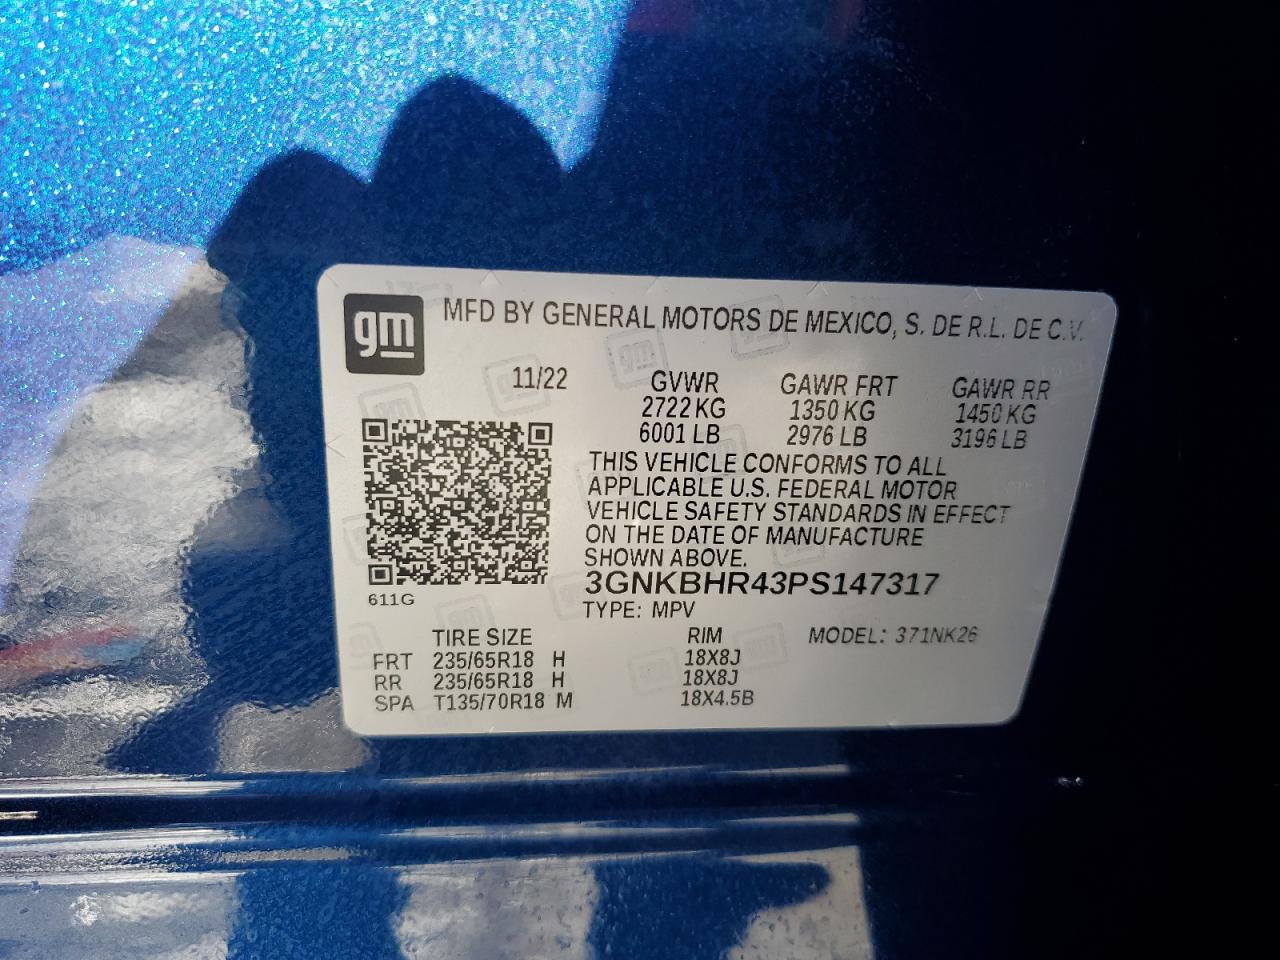 gm
MFD BY GENERAL MOTORS DE MEXICO, S. DE R.L. DE C.V.
11/22 GVWR GAWR FRT GAWR RR
2722 KG 1350 KG 1450 KG
6001 LB 2976 LB 3196 LB
THIS VEHICLE CONFORMS TO ALL
APPLICABLE U.S. FEDERAL MOTOR
VEHICLE SAFETY STANDARDS IN EFFECT
ON THE DATE OF MANUFACTURE
SHOWN ABOVE.
3GNKBHR43PS147317
611G
TYPE: MPV
TIRE SIZE RIM MODEL: 371NK26
FRT 235/65R18 H 18X8J
RR 235/65R18 H 18X8J
SPA T135/70R18 M 18X4.5B